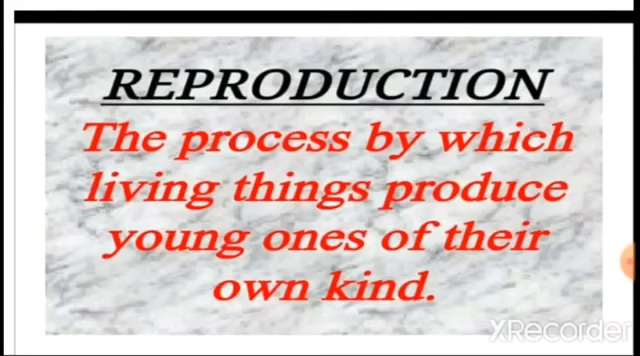 REPRODUCTION
The process by which
living things produce
young ones of their
own kind.
XRecorder